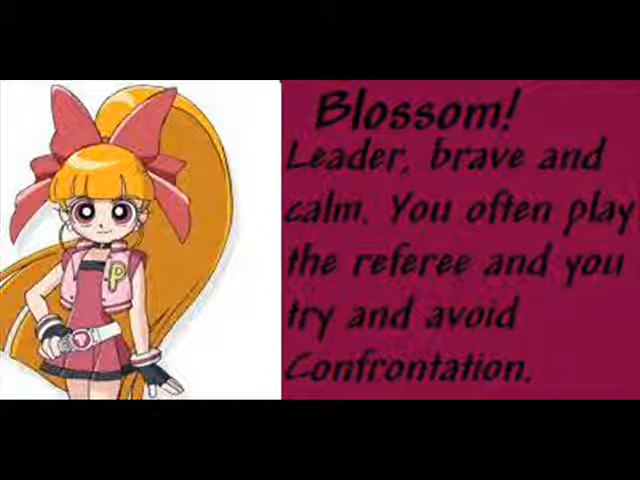 Blossom!
Leader, brave and
calm. You often play
the referee and you
try and avoid
Confrontation.
P